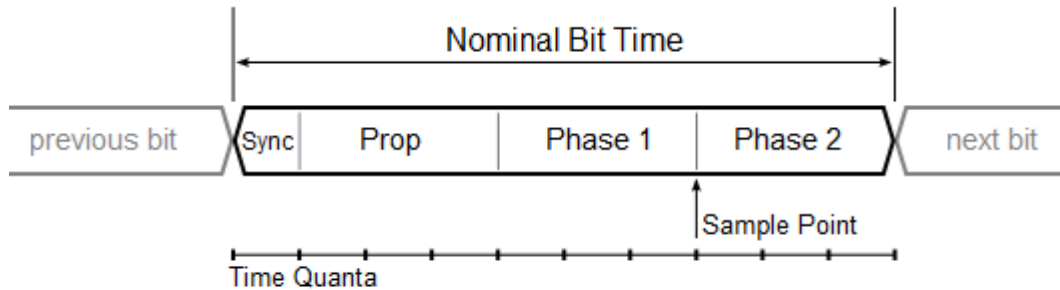 Nominal Bit Time
previous bit
Sync
Prop
Phase 1
Phase 2
next bit
Sample Point
Time Quanta